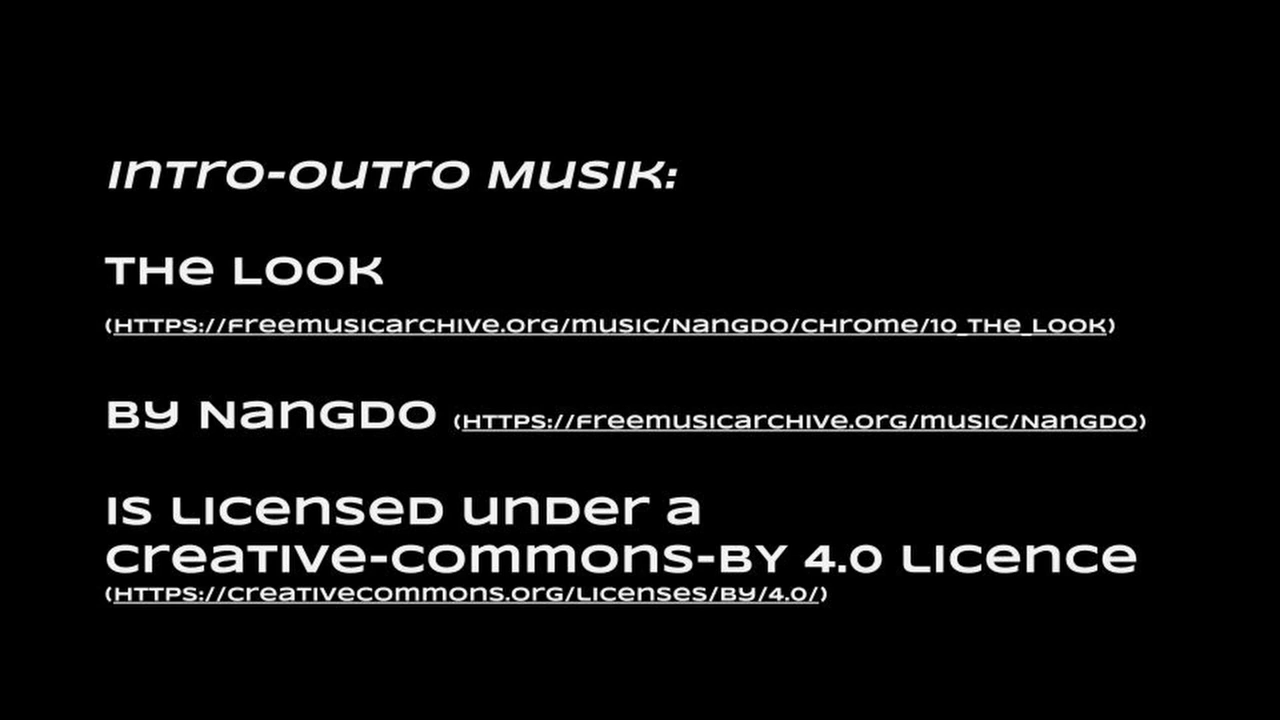 Intro-Outro Musik:
The Look
(https://freemusicarchive.org/music/Nangdo/Chrome/10_The_Look)
By Nangdo (https://freemusicarchive.org/music/Nangdo)
is licensed under a
Creative-Commons-BY 4.0 Licence
(https://creativecommons.org/licenses/by/4.0/)